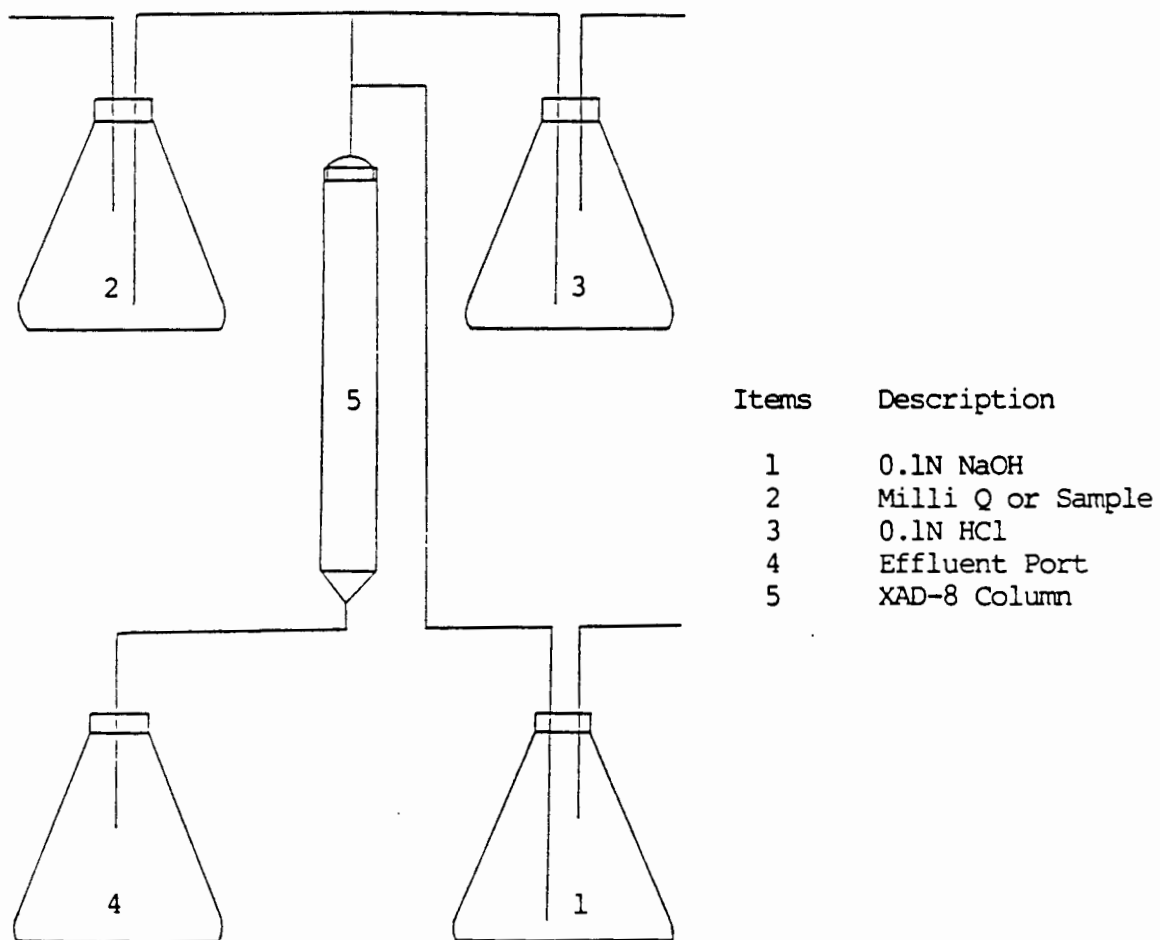 2
3
5
Items Description
1 0.1N NaOH
2 Milli Q or Sample
3 0.1N HCl
4 Effluent Port
5 XAD-8 Column
4
1